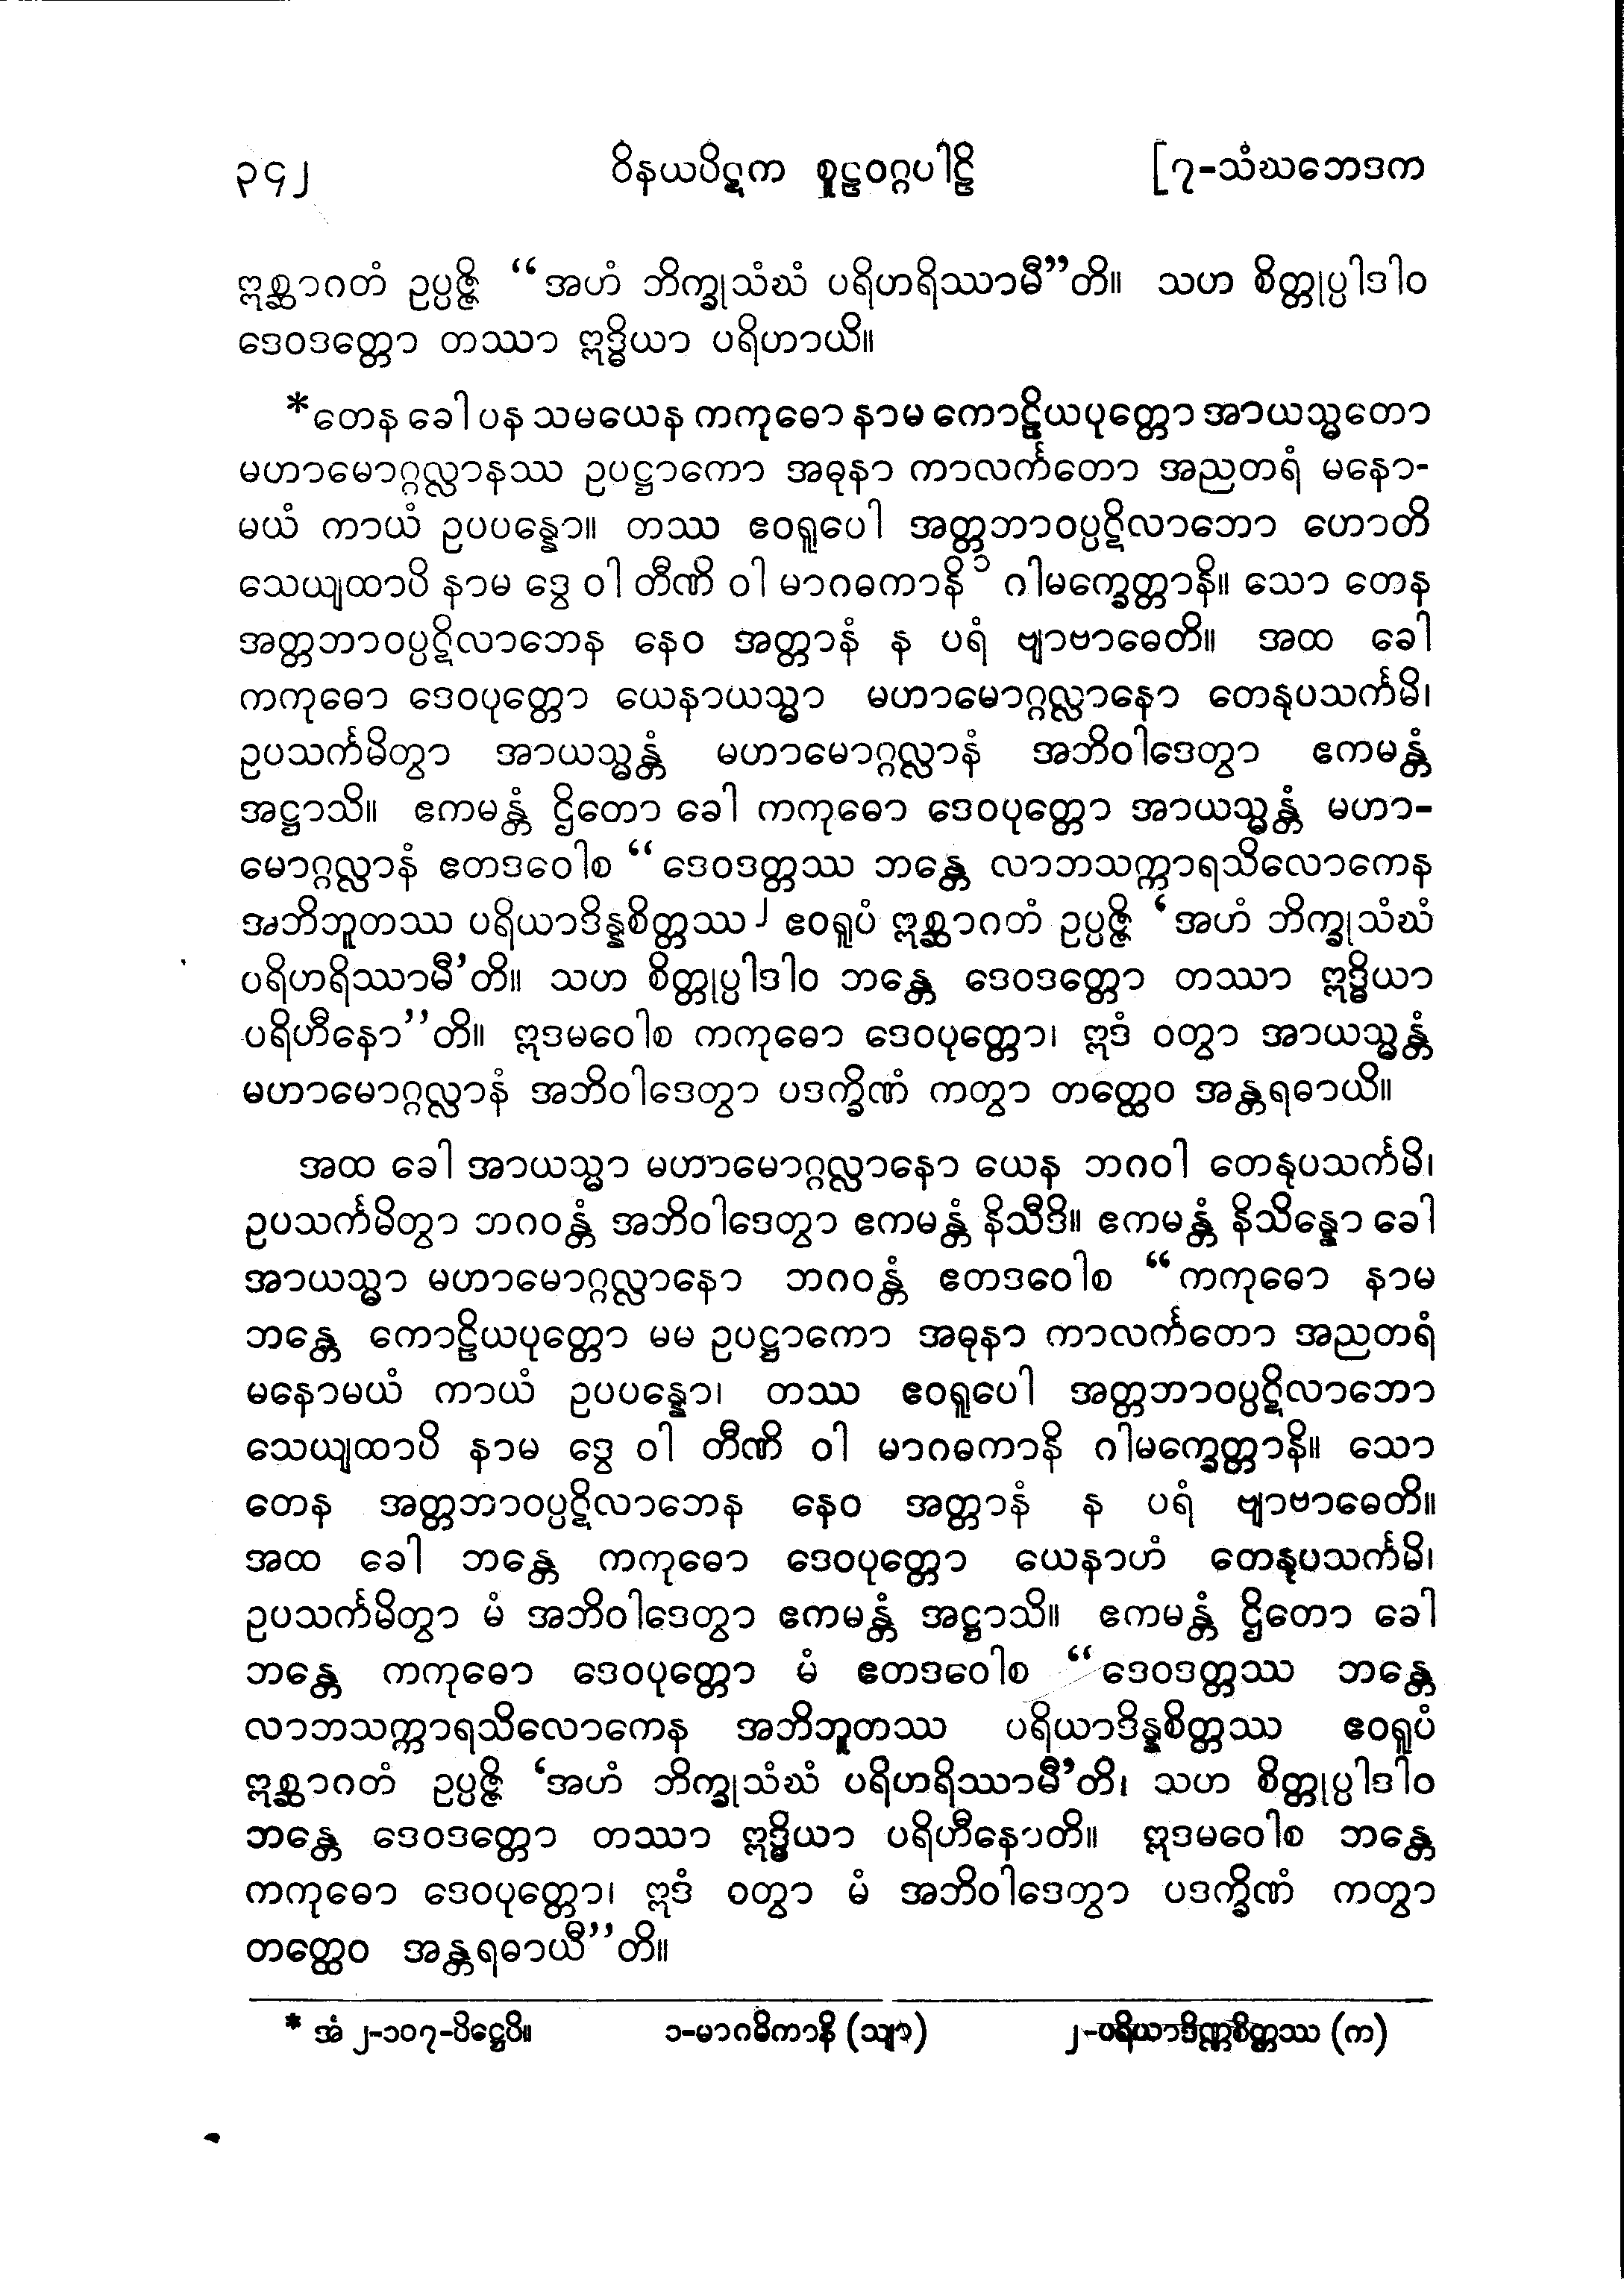 ၃၄၂ ဝိနယပိဋက စူဠဝဂ္ဂပါဠိ [၇-သံဃဘေဒက
ဣစ္ဆာဂတံ ဥပ္ပဇ္ဇိ “အဟံ ဘိက္ခုသံဃံ ပရိဟရိဿာမီ”တိ။ သဟ စိတ္တုပ္ပါဒါဝ
ဒေဝဒတ္တော တဿာ ဣဒ္ဓိယာ ပရိဟာယိ။
*တေန ခေါ ပန သမယေန ကကုဓော နာမ ကောဠိယပုတ္တော အာယသ္မတော
မဟာမောဂ္ဂလ္လာနဿ ဥပဋ္ဌာကော အဓုနာ ကာလင်္ကတော အညတရံ မနော-
မယံ ကာယံ ဥပပန္နော။ တဿ ဧဝရူပေါ အတ္တဘာဝပ္ပဋိလာဘော ဟောတိ
သေယျထာပိ နာမ ဒွေ ဝါ တီဏိ ဝါ မာဂဓကာနိ ၁ ဂါမက္ခေတ္တာနိ။ သော တေန
အတ္တဘာဝပ္ပဋိလာဘေန နေဝ အတ္တာနံ န ပရံ ဗျာဗာဓေတိ။ အထ ခေါ
ကကုဓော ဒေဝပုတ္တော ယေနာယသ္မာ မဟာမောဂ္ဂလ္လာနော တေနုပသင်္ကမိ၊
ဥပသင်္ကမိတွာ အာယသ္မန္တံ မဟာမောဂ္ဂလ္လာနံ အဘိဝါဒေတွာ ဧကမန္တံ
အဋ္ဌာသိ။ ဧကမန္တံ ဌိတော ခေါ ကကုဓော ဒေဝပုတ္တော အာယသ္မန္တံ မဟာ-
မောဂ္ဂလ္လာနံ ဧတဒဝေါစ “ဒေဝဒတ္တဿ ဘန္တေ လာဘသက္ကာရသိလောကေန
အဘိဘူတဿ ပရိယာဒိန္နစိတ္တဿ ၂ ဧဝရူပံ ဣစ္ဆာဂတံ ဥပ္ပဇ္ဇိ ‘အဟံ ဘိက္ခုသံဃံ
ပရိဟရိဿာမီ’တိ။ သဟ စိတ္တုပ္ပါဒါဝ ဘန္တေ ဒေဝဒတ္တော တဿာ ဣဒ္ဓိယာ
ပရိဟီနော’’တိ။ ဣဒမဝေါစ ကကုဓော ဒေဝပုတ္တော၊ ဣဒံ ဝတွာ အာယသ္မန္တံ
မဟာမောဂ္ဂလ္လာနံ အဘိဝါဒေတွာ ပဒက္ခိဏံ ကတွာ တတ္ထေဝ အန္တရဓာယိ။
အထ ခေါ အာယသ္မာ မဟာမောဂ္ဂလ္လာနော ယေန ဘဂဝါ တေနုပသင်္ကမိ၊
ဥပသင်္ကမိတွာ ဘဂဝန္တံ အဘိဝါဒေတွာ ဧကမန္တံ နိသီဒိ။ ဧကမန္တံ နိသိန္နော ခေါ
အာယသ္မာ မဟာမောဂ္ဂလ္လာနော ဘဂဝန္တံ ဧတဒဝေါစ “ကကုဓော နာမ
ဘန္တေ ကောဠိယပုတ္တော မမ ဥပဋ္ဌာကော အဓုနာ ကာလင်္ကတော အညတရံ
မနောမယံ ကာယံ ဥပပန္နော၊ တဿ ဧဝရူပေါ အတ္တဘာဝပ္ပဋိလာဘော
သေယျထာပိ နာမ ဒွေ ဝါ တီဏိ ဝါ မာဂဓကာနိ ဂါမက္ခေတ္တာနိ။ သော
တေန အတ္တဘာဝပ္ပဋိလာဘေန နေဝ အတ္တာနံ န ပရံ ဗျာဗာဓေတိ။
အထ ခေါ ဘန္တေ ကကုဓော ဒေဝပုတ္တော ယေနာဟံ တေနုပသင်္ကမိ၊
ဥပသင်္ကမိတွာ မံ အဘိဝါဒေတွာ ဧကမန္တံ အဋ္ဌာသိ။ ဧကမန္တံ ဌိတော ခေါ
ဘန္တေ ကကုဓော ဒေဝပုတ္တော မံ ဧတဒဝေါစ “ဒေဝဒတ္တဿ ဘန္တေ
လာဘသက္ကာရသိလောကေန အဘိဘူတဿ ပရိယာဒိန္နစိတ္တဿ ဧဝရူပံ
ဣစ္ဆာဂတံ ဥပ္ပဇ္ဇိ ‘အဟံ ဘိက္ခုသံဃံ ပရိဟရိဿာမီ’တိ၊ သဟ စိတ္တုပ္ပါဒါဝ
ဘန္တေ ဒေဝဒတ္တော တဿာ ဣဒ္ဓိယာ ပရိဟီနောတိ။ ဣဒမဝေါစ ဘန္တေ
ကကုဓော ဒေဝပုတ္တော၊ ဣဒံ ဝတွာ မံ အဘိဝါဒေတွာ ပဒက္ခိဏံ ကတွာ
တတ္ထေဝ အန္တရဓာယီ’’တိ။
* အံ ၂-၁၀၇-ပိဋ္ဌေပိ။ ၁-မာဂဓိကာနိ (သျာ) ၂-ပရိယာဒိဏ္ဏစိတ္တဿ (က)